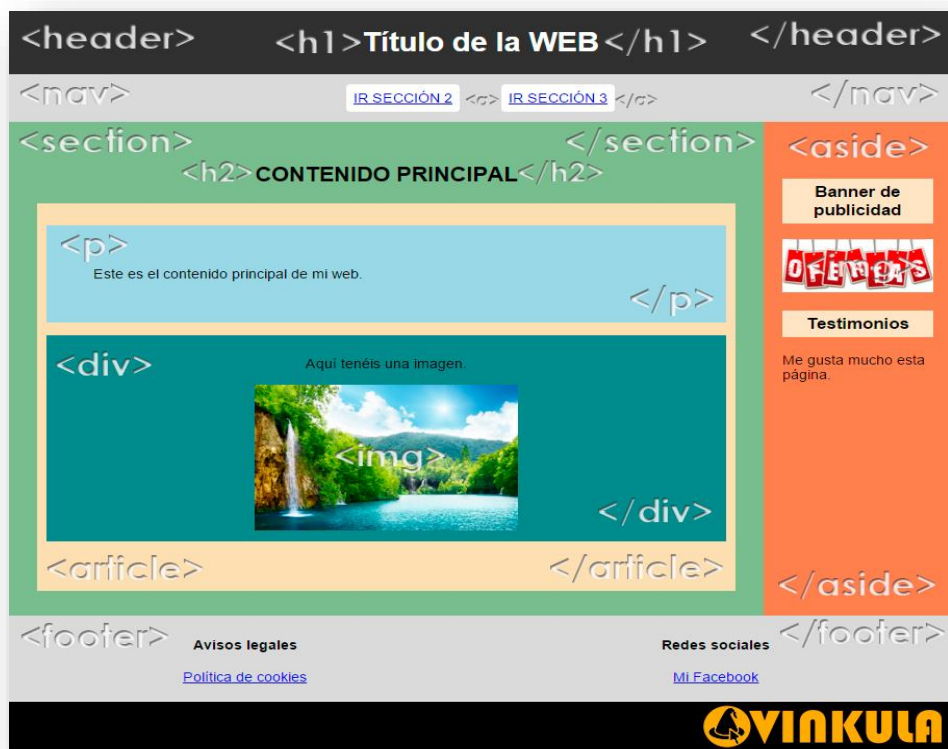 <header> <h1>Título de la WEB</h1> </header>
<nav> IR SECCIÓN 2 <a> IR SECCIÓN 3 </a> </nav>
<section> </section>
<h2>CONTENIDO PRINCIPAL</h2>
<p>
Este es el contenido principal de mi web.
</p>
<div>
Aquí tenéis una imagen.
<img>
</div>
<article> </article>
<aside>
Banner de
publicidad
OFERTAS
Testimonios
Me gusta mucho esta
página.
</aside>
<footer> Avisos legales Redes sociales </footer>
Política de cookies Mi Facebook
VINKULA